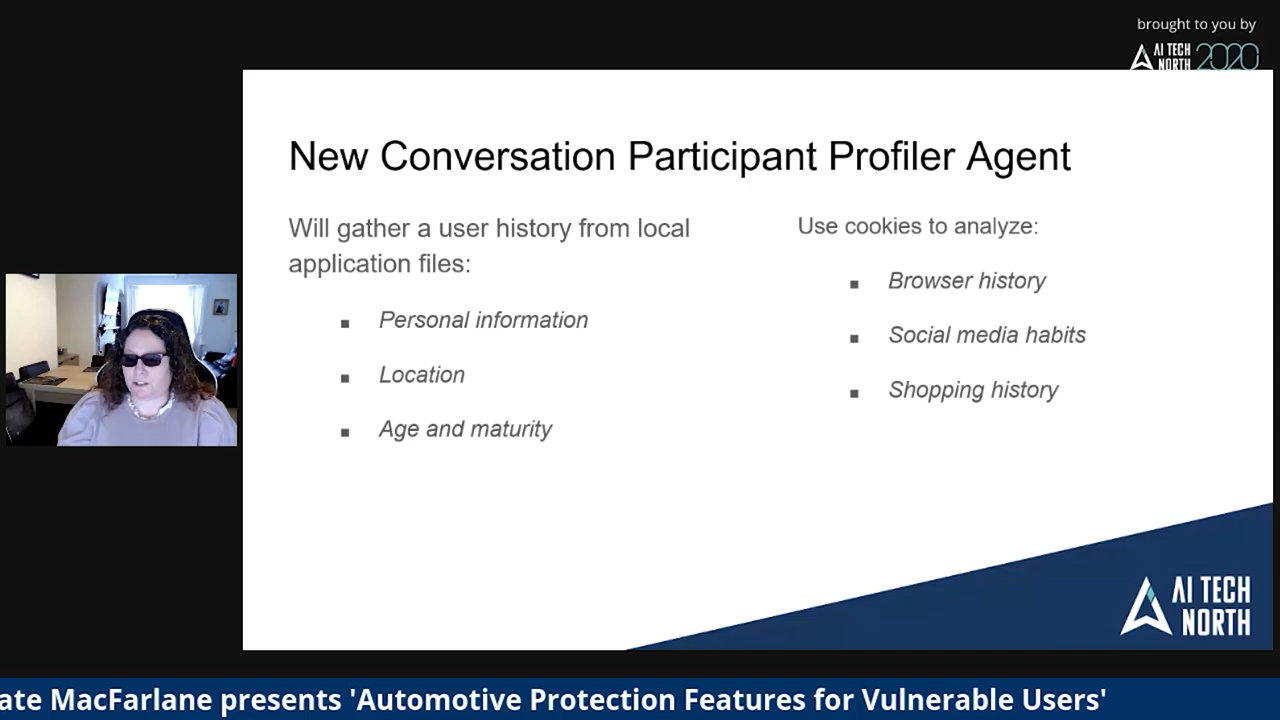 brought to you by
AI TECH
NORTH 2020
New Conversation Participant Profiler Agent
Will gather a user history from local
application files:
■ Personal information
■ Location
■ Age and maturity
Use cookies to analyze:
■ Browser history
■ Social media habits
■ Shopping history
AI TECH
NORTH
ate MacFarlane presents 'Automotive Protection Features for Vulnerable Users'